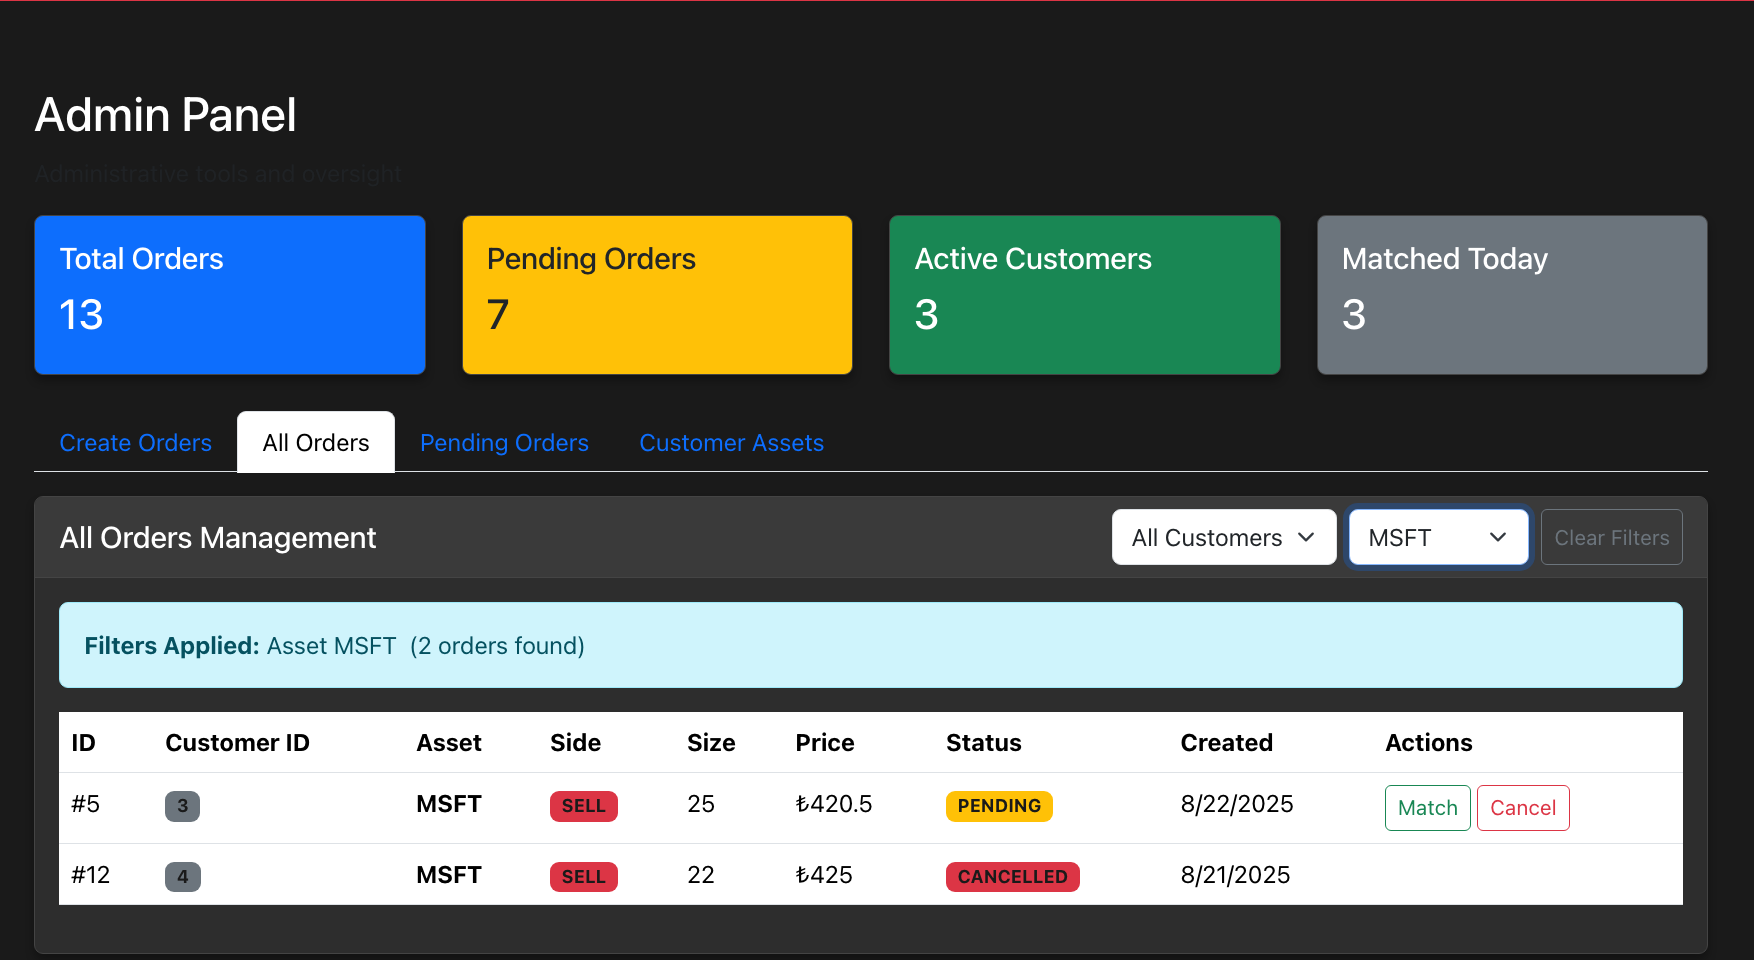 Admin Panel
Administrative tools and oversight
Total Orders
13
Pending Orders
7
Active Customers
3
Matched Today
3
Create Orders All Orders Pending Orders Customer Assets
All Orders Management All Customers MSFT Clear Filters
Filters Applied: Asset MSFT (2 orders found)
ID Customer ID Asset Side Size Price Status Created Actions
#5 3 MSFT SELL 25 ₺420.5 PENDING 8/22/2025 Match Cancel
#12 4 MSFT SELL 22 ₺425 CANCELLED 8/21/2025